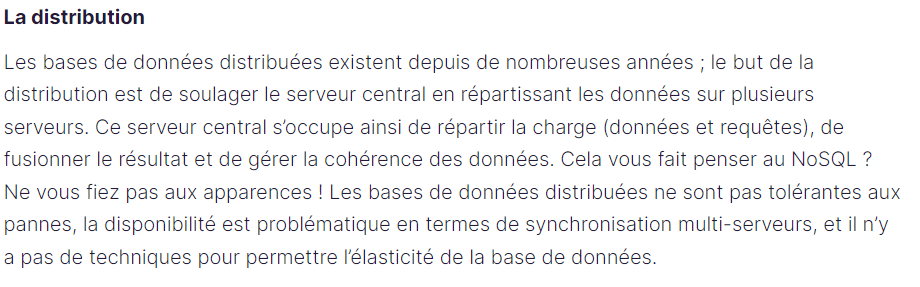 La distribution
Les bases de données distribuées existent depuis de nombreuses années ; le but de la
distribution est de soulager le serveur central en répartissant les données sur plusieurs
serveurs. Ce serveur central s’occupe ainsi de répartir la charge (données et requêtes), de
fusionner le résultat et de gérer la cohérence des données. Cela vous fait penser au NoSQL ?
Ne vous fiez pas aux apparences ! Les bases de données distribuées ne sont pas tolérantes aux
pannes, la disponibilité est problématique en termes de synchronisation multi-serveurs, et il n’y
a pas de techniques pour permettre l’élasticité de la base de données.